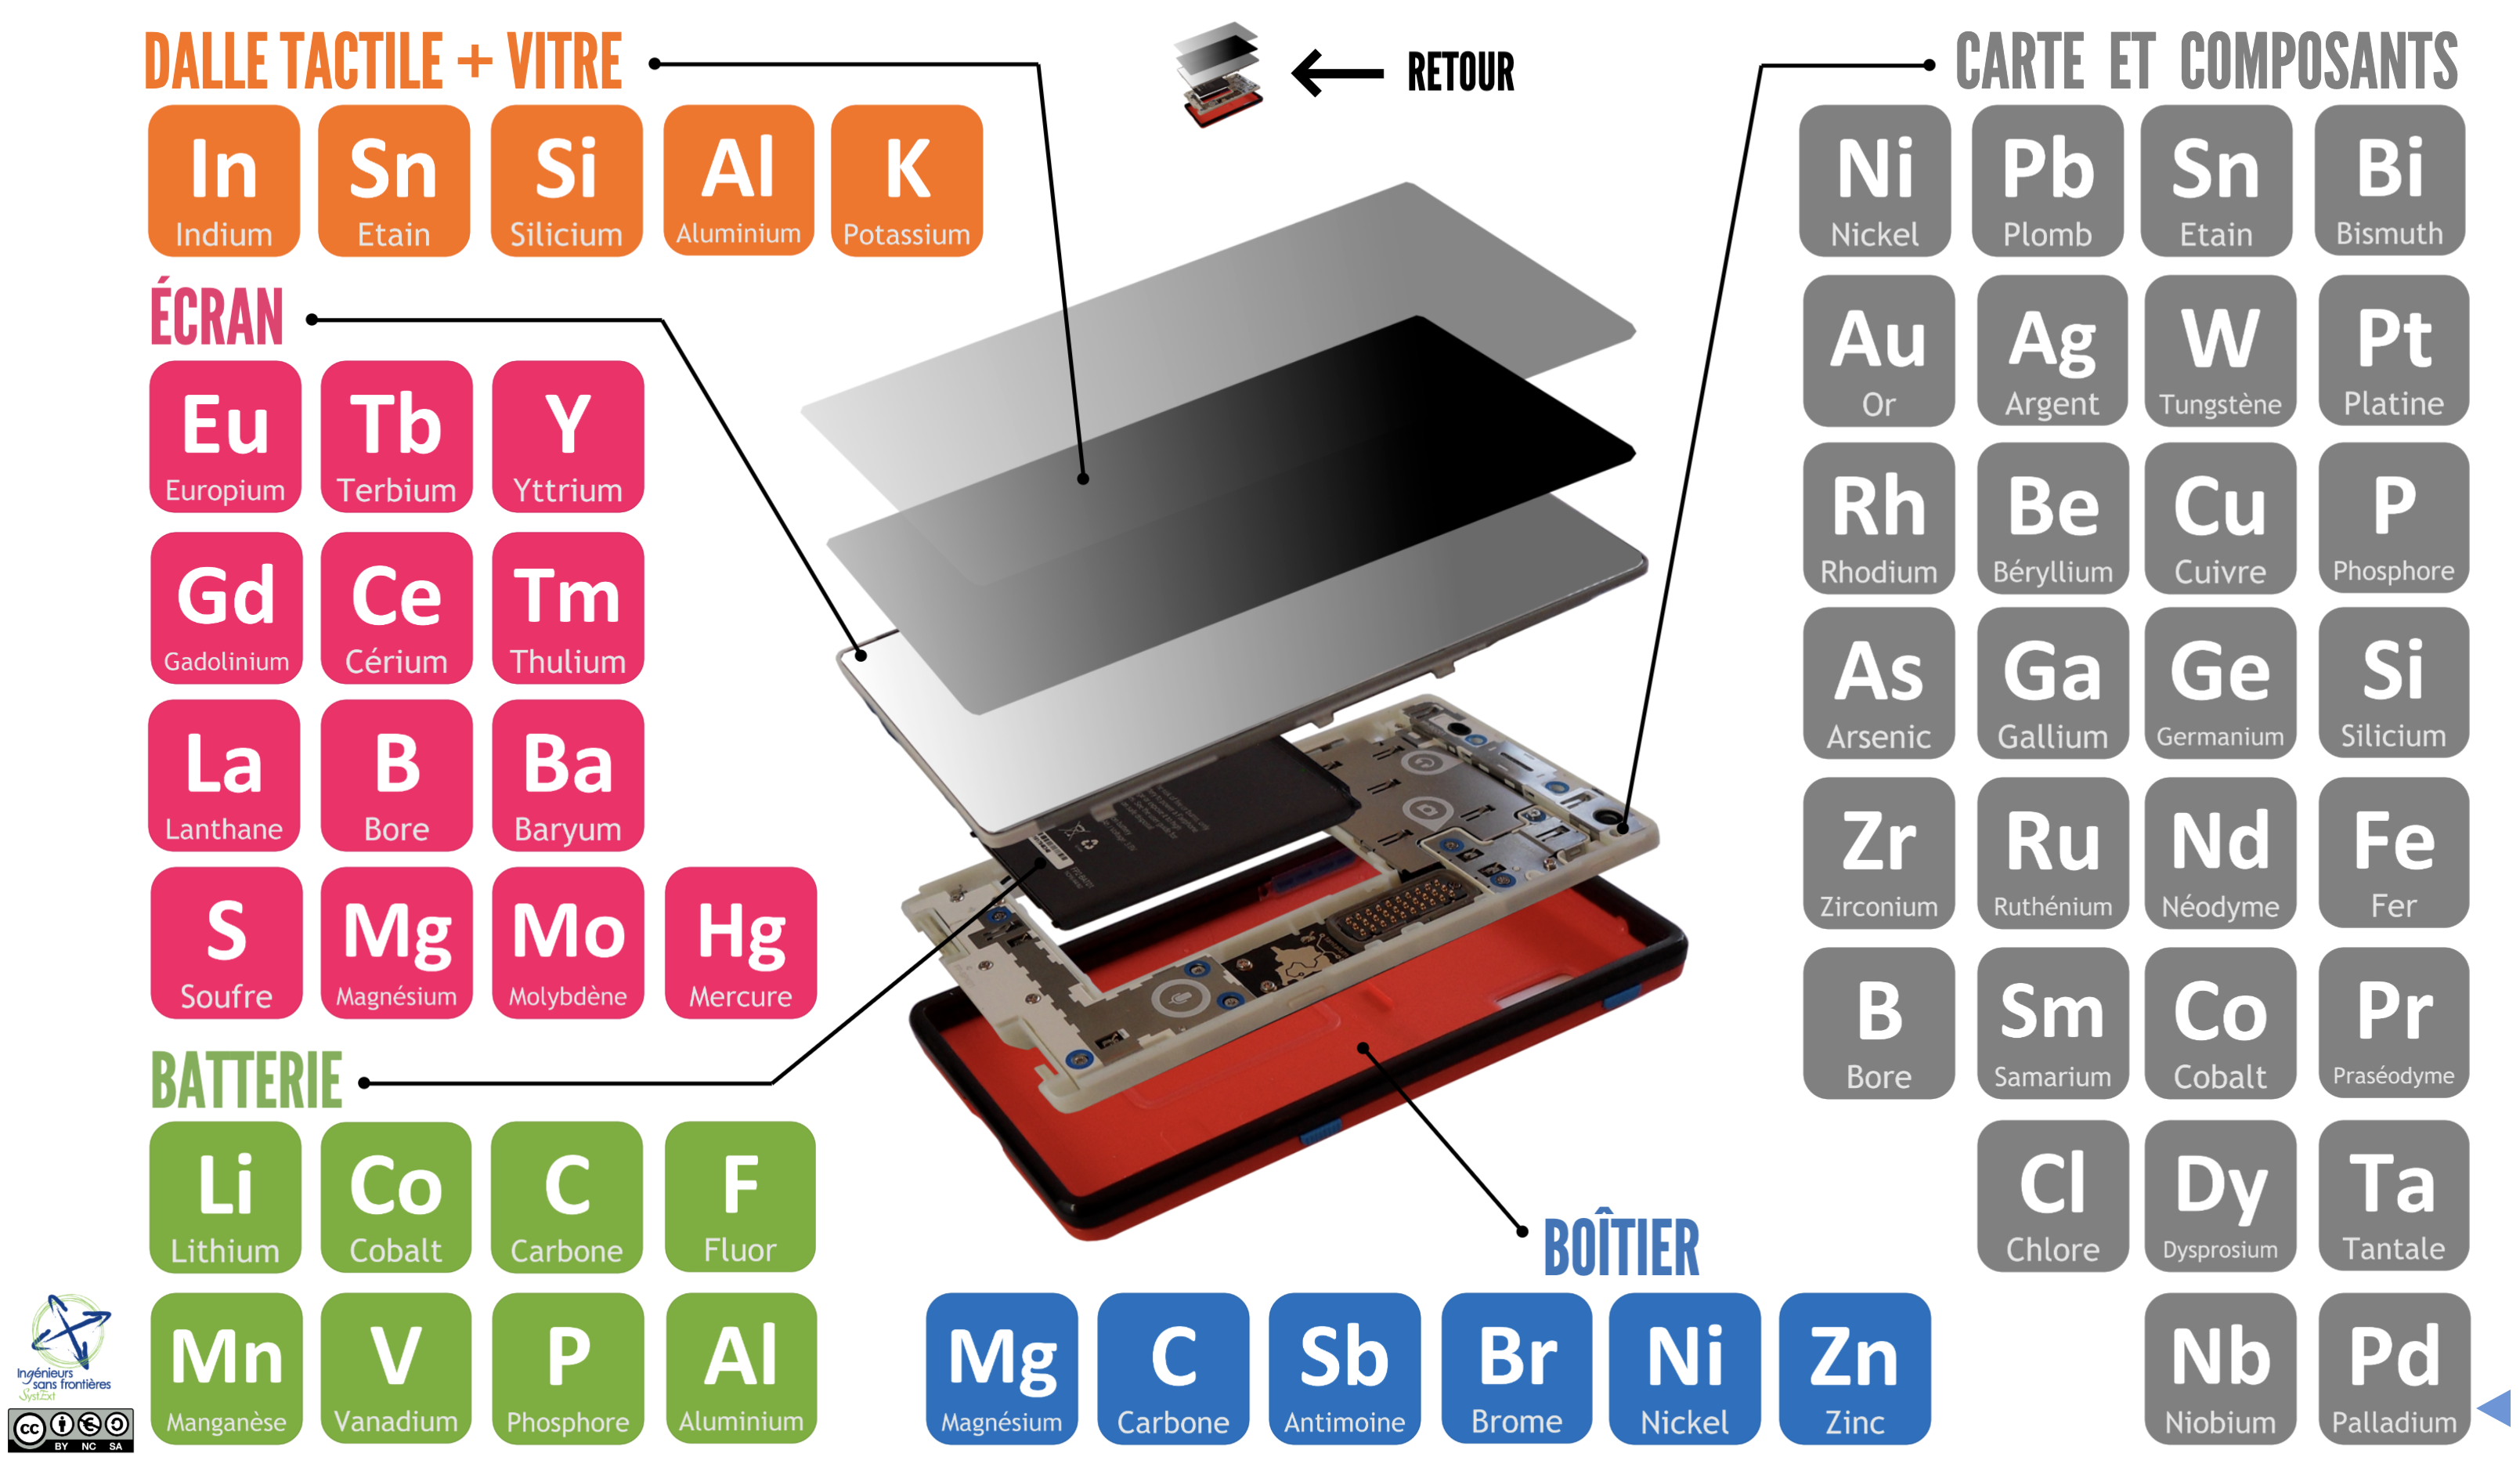 DALLE TACTILE + VITRE
In
Indium
Sn
Etain
Si
Silicium
Al
Aluminium
K
Potassium
RETOUR
ÉCRAN
Eu
Europium
Tb
Terbium
Y
Yttrium
Gd
Gadolinium
Ce
Cérium
Tm
Thulium
La
Lanthane
B
Bore
Ba
Baryum
S
Soufre
Mg
Magnésium
Mo
Molybdène
Hg
Mercure
BATTERIE
Li
Lithium
Co
Cobalt
C
Carbone
F
Fluor
Mn
Manganèse
V
Vanadium
P
Phosphore
Al
Aluminium
BOÎTIER
Mg
Magnésium
C
Carbone
Sb
Antimoine
Br
Brome
Ni
Nickel
Zn
Zinc
CARTE ET COMPOSANTS
Ni
Nickel
Pb
Plomb
Sn
Etain
Bi
Bismuth
Au
Or
Ag
Argent
W
Tungstène
Pt
Platine
Rh
Rhodium
Be
Béryllium
Cu
Cuivre
P
Phosphore
As
Arsenic
Ga
Gallium
Ge
Germanium
Si
Silicium
Zr
Zirconium
Ru
Ruthénium
Nd
Néodyme
Fe
Fer
B
Bore
Sm
Samarium
Co
Cobalt
Pr
Praséodyme
Cl
Chlore
Dy
Dysprosium
Ta
Tantale
Nb
Niobium
Pd
Palladium
Ingénieurs
sans frontières
SystExt
cc
BY NC SA